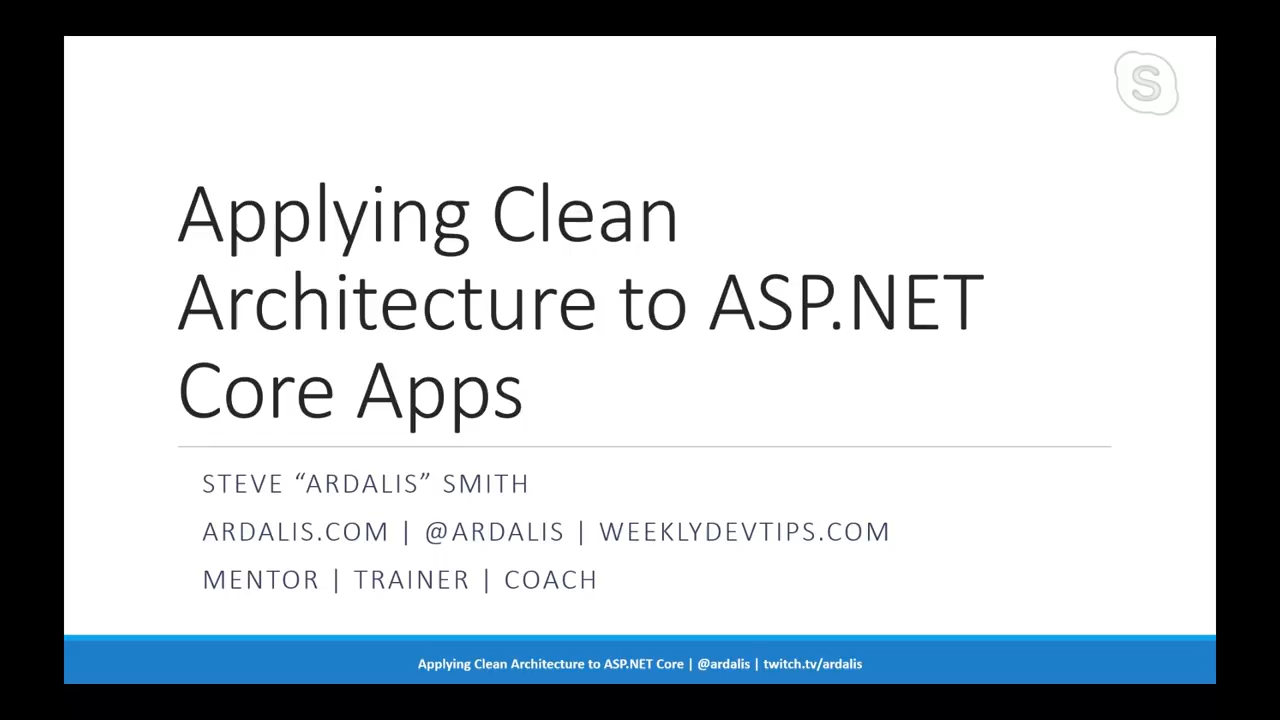 S
Applying Clean
Architecture to ASP.NET
Core Apps
STEVE “ARDALIS” SMITH
ARDALIS.COM | @ARDALIS | WEEKLYDEVTIPS.COM
MENTOR | TRAINER | COACH
Applying Clean Architecture to ASP.NET Core | @ardalis | twitch.tv/ardalis